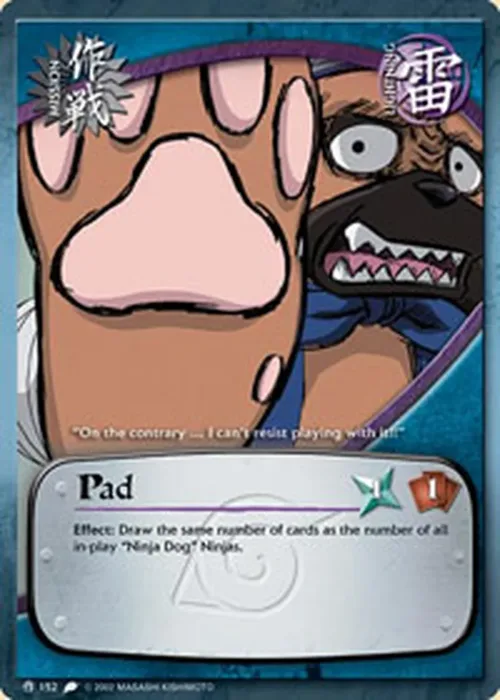 作戦
MISSION
雷
LIGHTNING
"On the contrary .... I can't resist playing with it!!"
Pad
1
1
Effect: Draw the same number of cards as the number of all
in-play "Ninja Dog" Ninjas.
152 © 2002 MASASHI KISHIMOTO